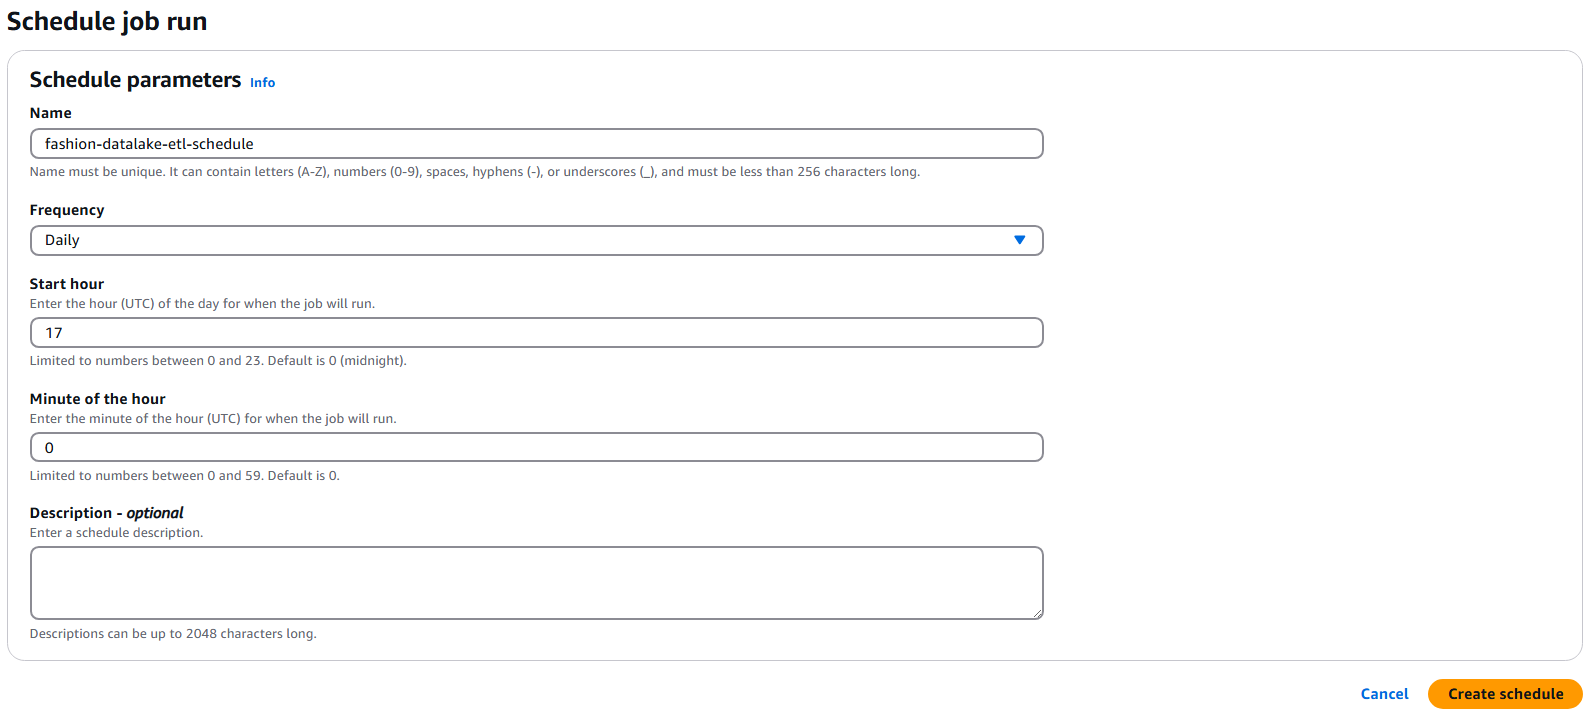 Schedule job run
Schedule parameters Info
Name
fashion-datalake-etl-schedule
Name must be unique. It can contain letters (A-Z), numbers (0-9), spaces, hyphens (-), or underscores (_), and must be less than 256 characters long.
Frequency
Daily
Start hour
Enter the hour (UTC) of the day for when the job will run.
17
Limited to numbers between 0 and 23. Default is 0 (midnight).
Minute of the hour
Enter the minute of the hour (UTC) for when the job will run.
0
Limited to numbers between 0 and 59. Default is 0.
Description - optional
Enter a schedule description.
Descriptions can be up to 2048 characters long.
Cancel Create schedule